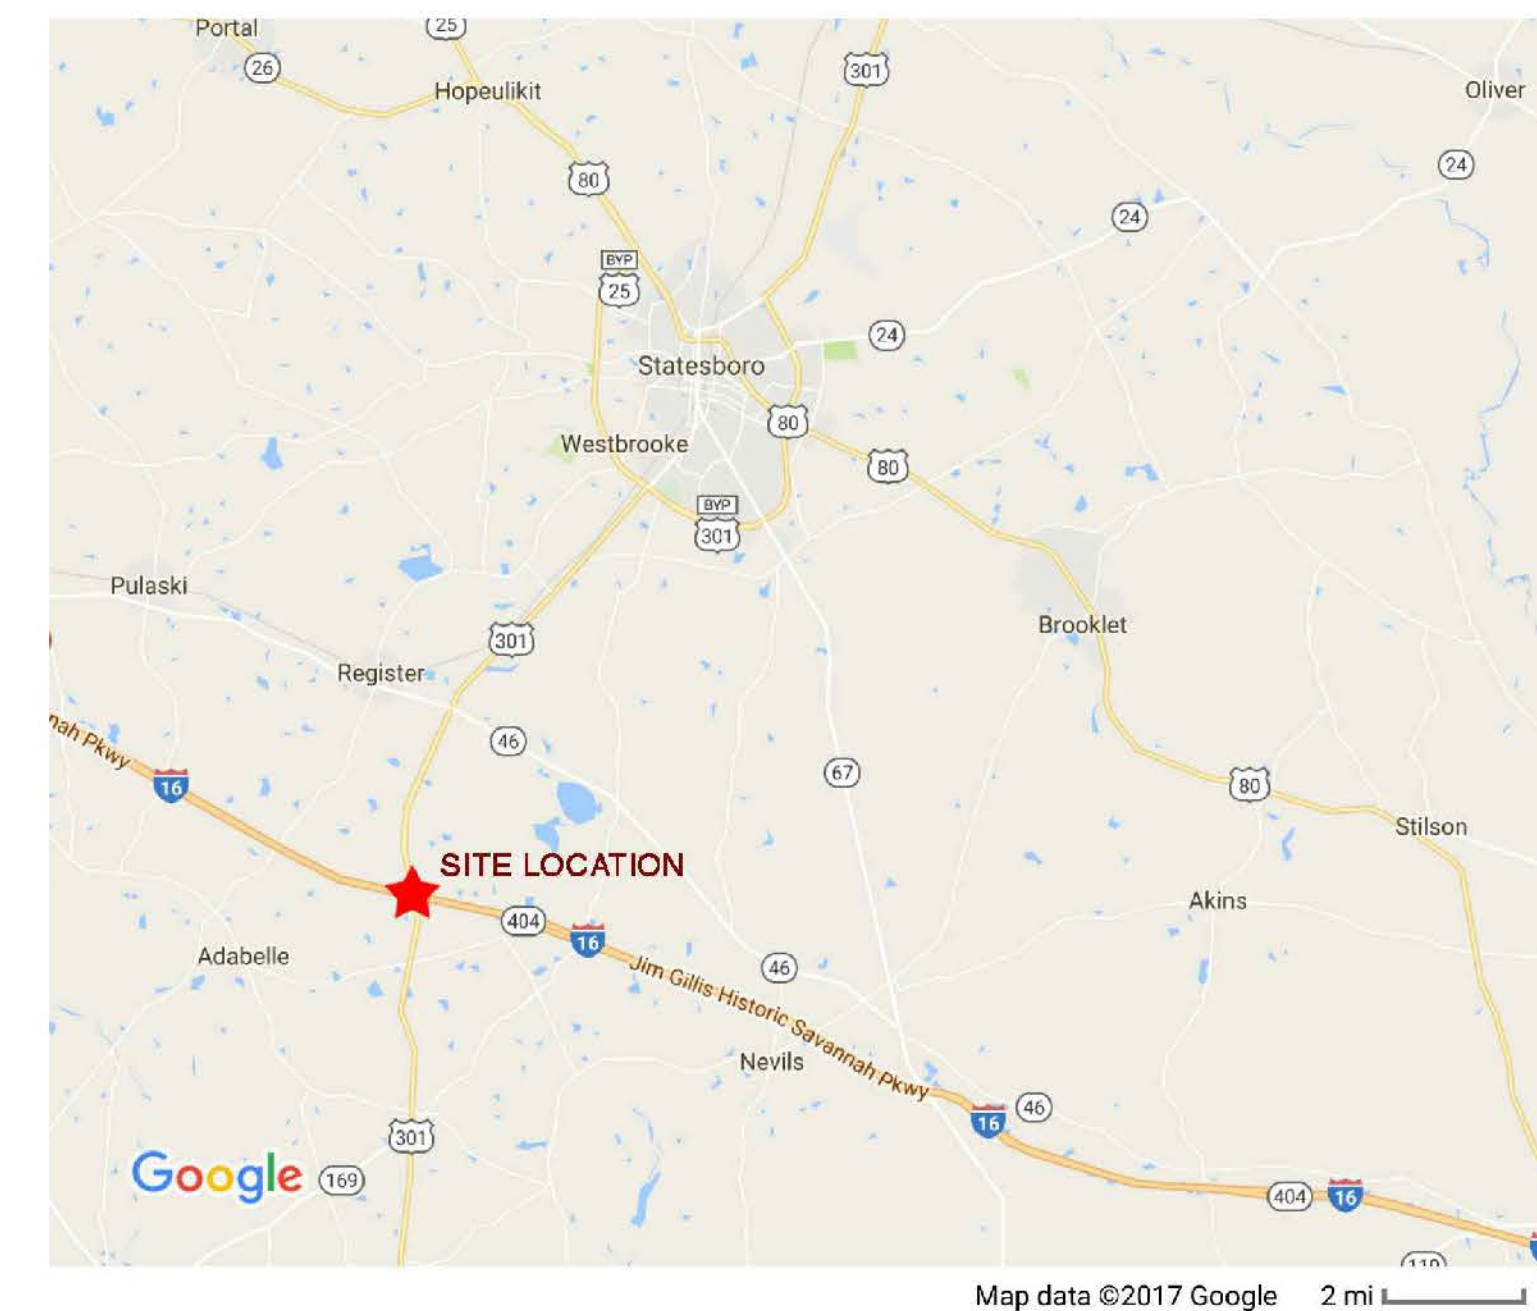 Portal
25
301
26
Hopeulikit
Oliver
24
80
24
BYP
25
24
Statesboro
80
Westbrooke
80
BYP
301
Pulaski
Brooklet
301
Register
46
nah Pkwy
67
16
80
Stilson
SITE LOCATION
Akins
404
16
Adabelle
46
Jim Gillis Historic Savannah Pkwy
Nevils
46
16
301
Google
169
404
16
119
Map data ©2017 Google
2 mi